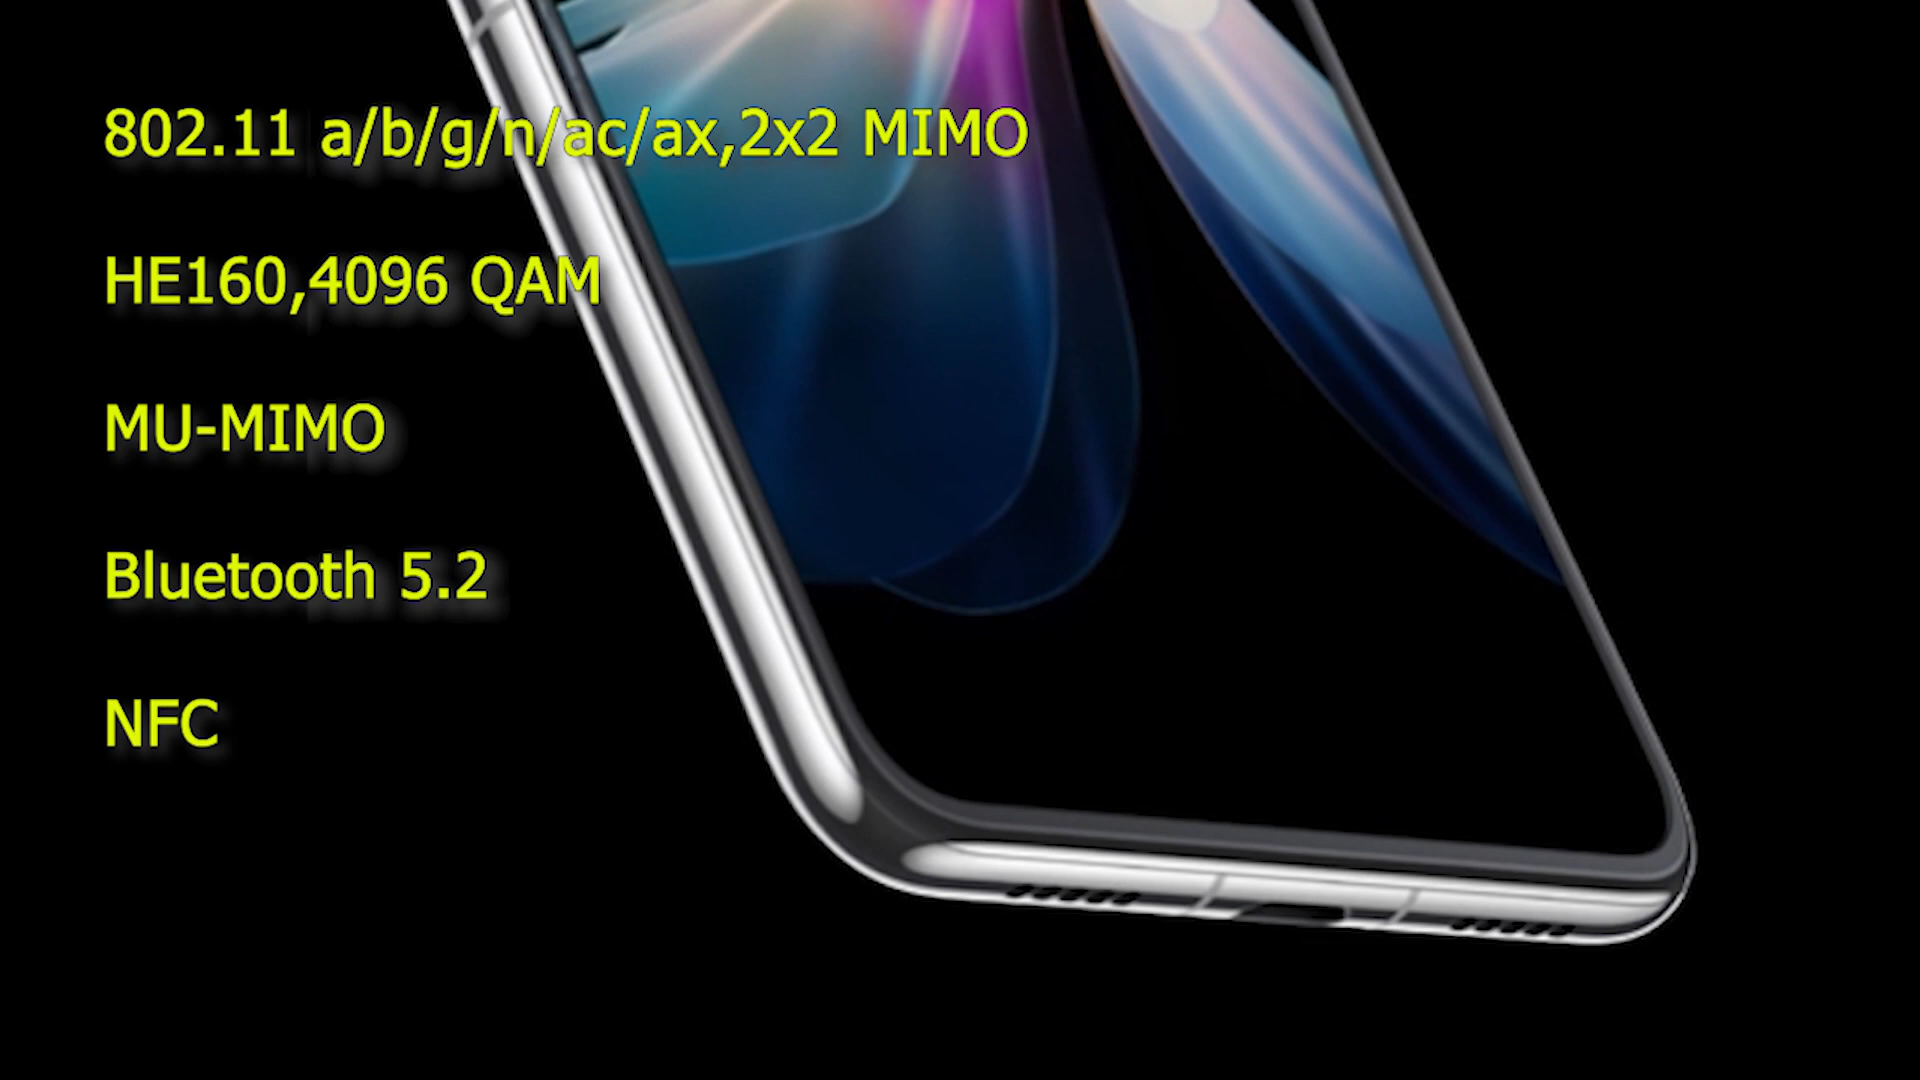 802.11 a/b/g/n/ac/ax,2x2 MIMO
HE160,4096 QAM
MU-MIMO
Bluetooth 5.2
NFC